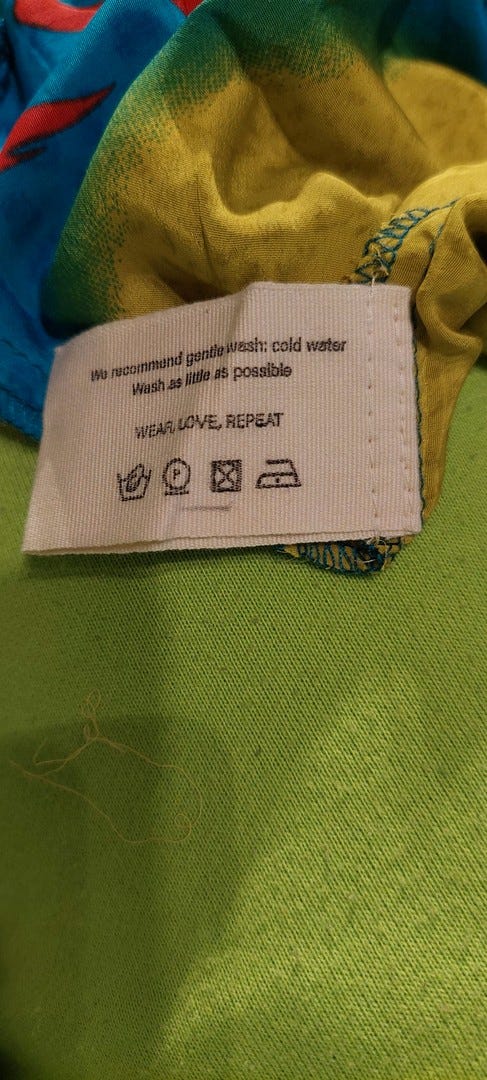 We recommend gentle wash: cold water
Wash as little as possible
WEAR, LOVE, REPEAT
P